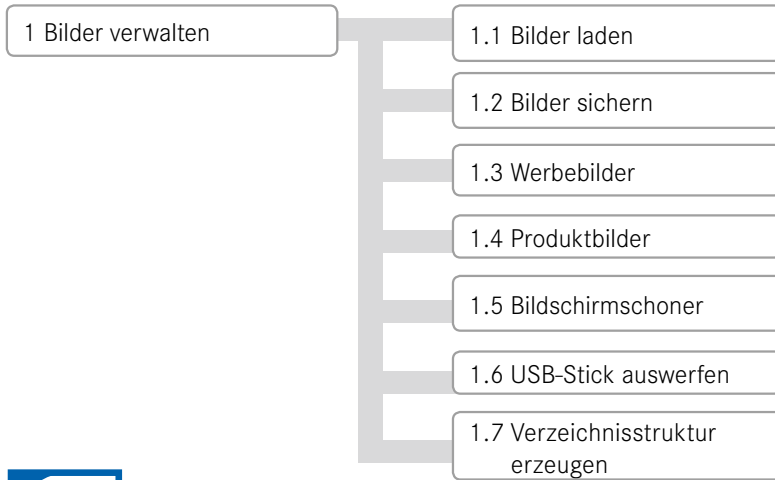 1 Bilder verwalten
1.1 Bilder laden
1.2 Bilder sichern
1.3 Werbebilder
1.4 Produktbilder
1.5 Bildschirmschoner
1.6 USB-Stick auswerfen
1.7 Verzeichnisstruktur
erzeugen